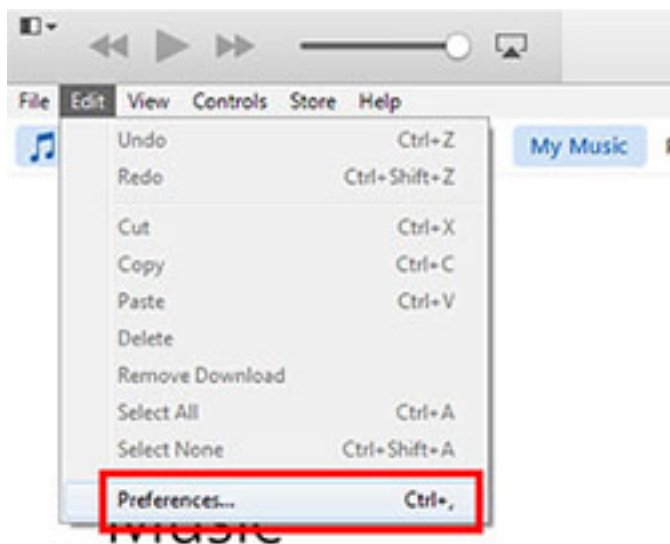 File Edit View Controls Store Help
My Music
Undo Ctrl+Z
Redo Ctrl+Shift+Z
Cut Ctrl+X
Copy Ctrl+C
Paste Ctrl+V
Delete
Remove Download
Select All Ctrl+A
Select None Ctrl+Shift+A
Preferences... Ctrl+,
Music